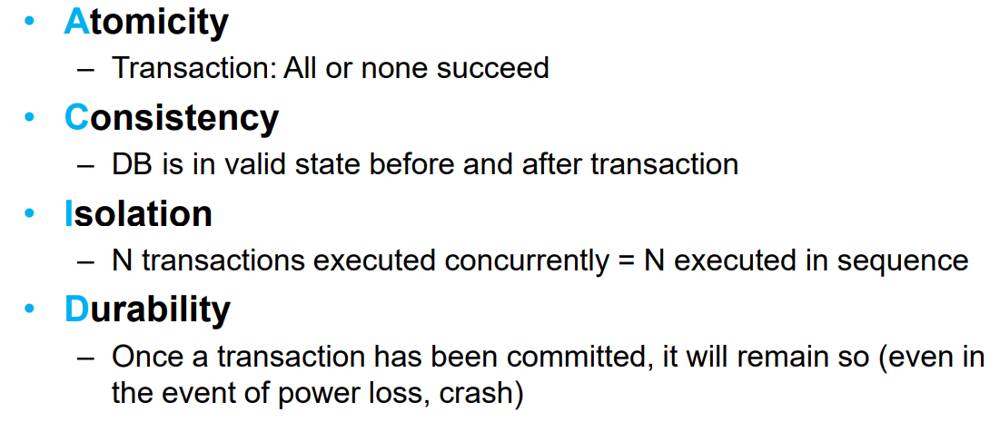 • Atomicity
– Transaction: All or none succeed
• Consistency
– DB is in valid state before and after transaction
• Isolation
– N transactions executed concurrently = N executed in sequence
• Durability
– Once a transaction has been committed, it will remain so (even in
the event of power loss, crash)